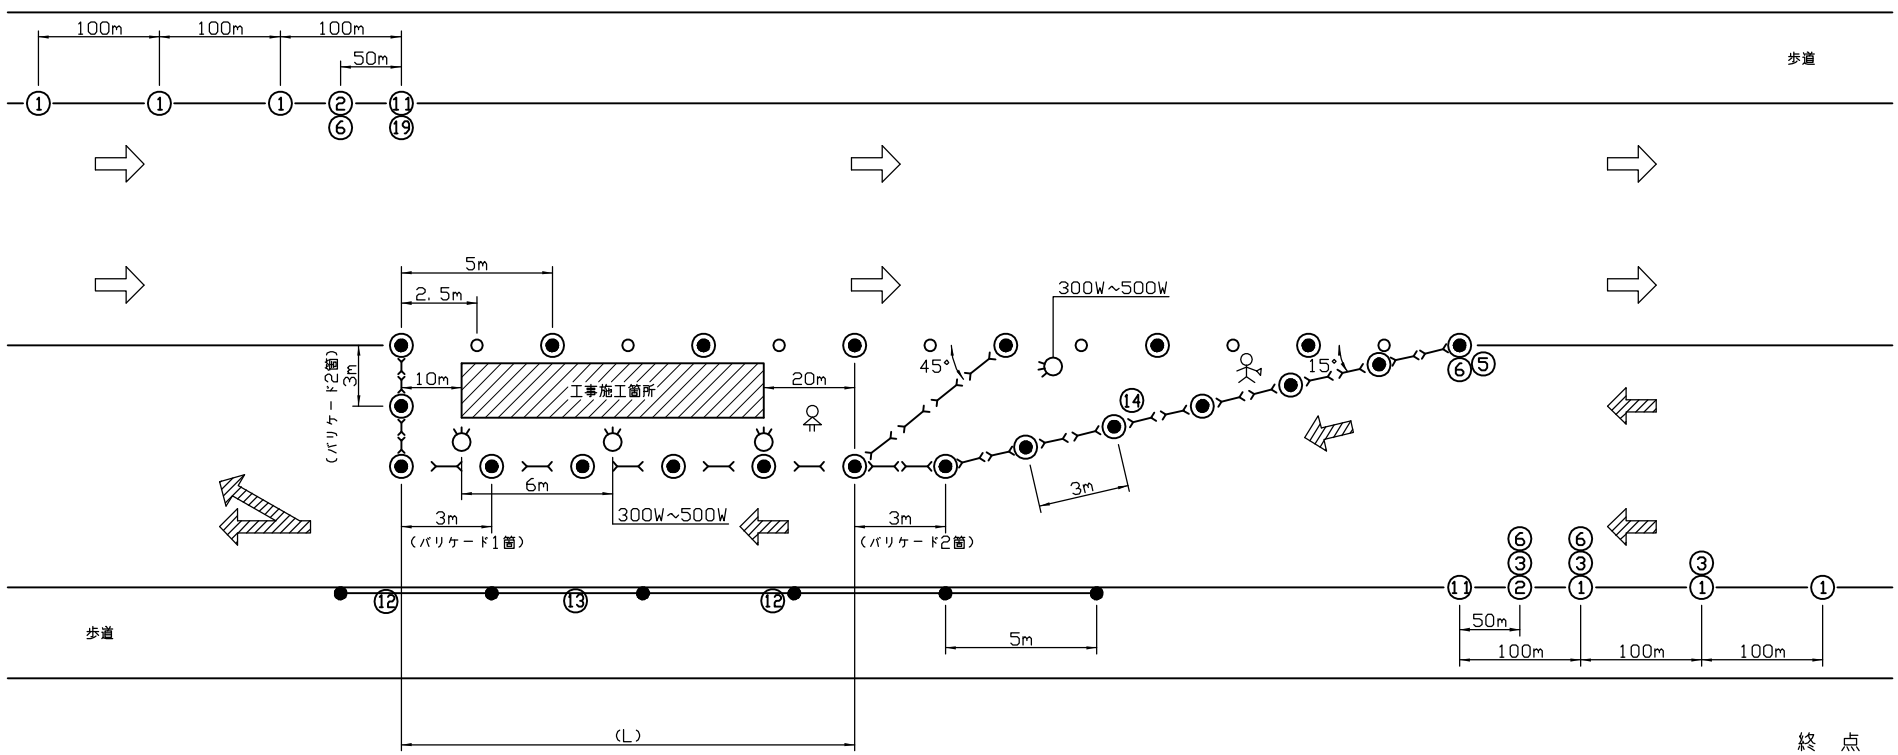 100m 100m 100m
50m
歩道
1 1 1 2 11
6 19
5m
2.5m
300W~500W
(バリケード2箇)
3m
10m
工事施工箇所
20m
45°
15°
6 5
14
6m
3m
3m
300W~500W
3m
(バリケード1箇)
(バリケード2箇)
6 6
3 3 3
11 2 1 1 1
12 13 12
50m
歩道
5m
100m 100m 100m
(L)
終 点